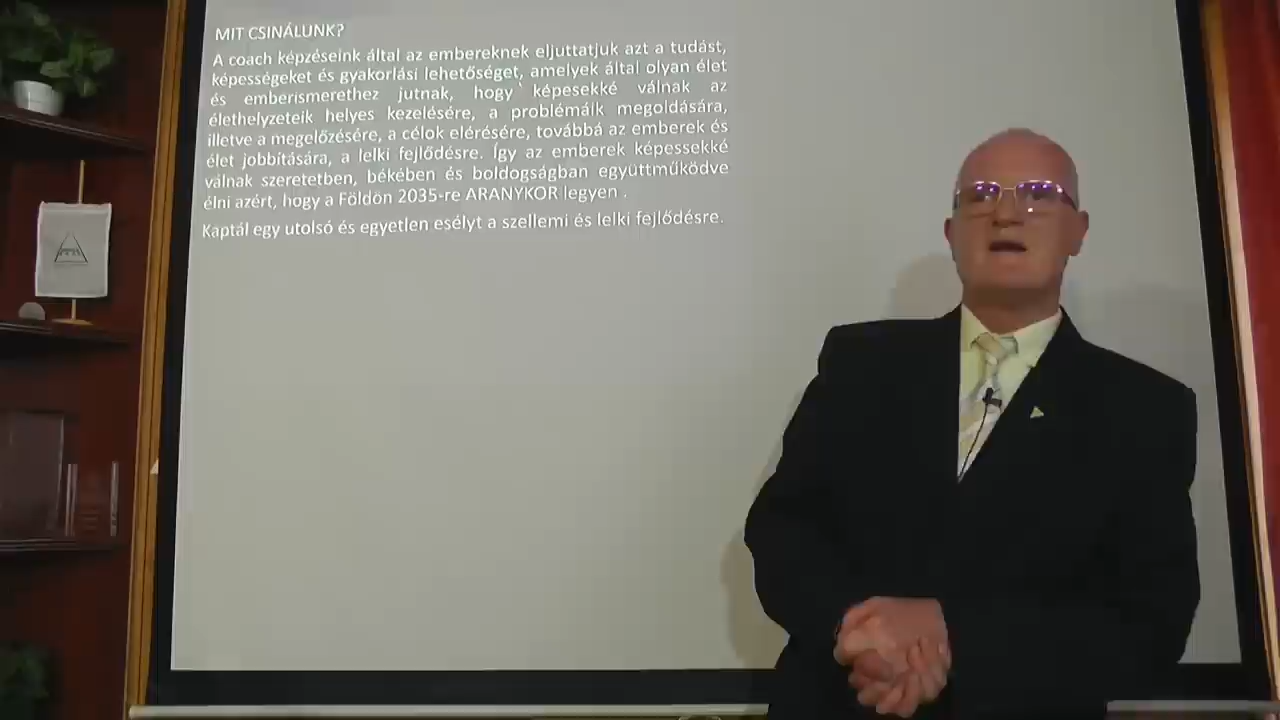 MIT CSINÁLUNK?
A coach képzéseink által az embereknek eljuttatjuk azt a tudást,
képességeket és gyakorlási lehetőséget, amelyek által olyan élet
és emberismerethez jutnak, hogy képesekké válnak az
élethelyzeteik helyes kezelésére, a problémáik megoldására,
illetve a megelőzésére, a célok elérésére, továbbá az emberek és
élet jobbítására, a lelki fejlődésre. Így az emberek képessekké
válnak szeretetben, békében és boldogságban együttműködve
élni azért, hogy a Földön 2035-re ARANYKOR legyen .
Kaptál egy utolsó és egyetlen esélyt a szellemi és lelki fejlődésre.